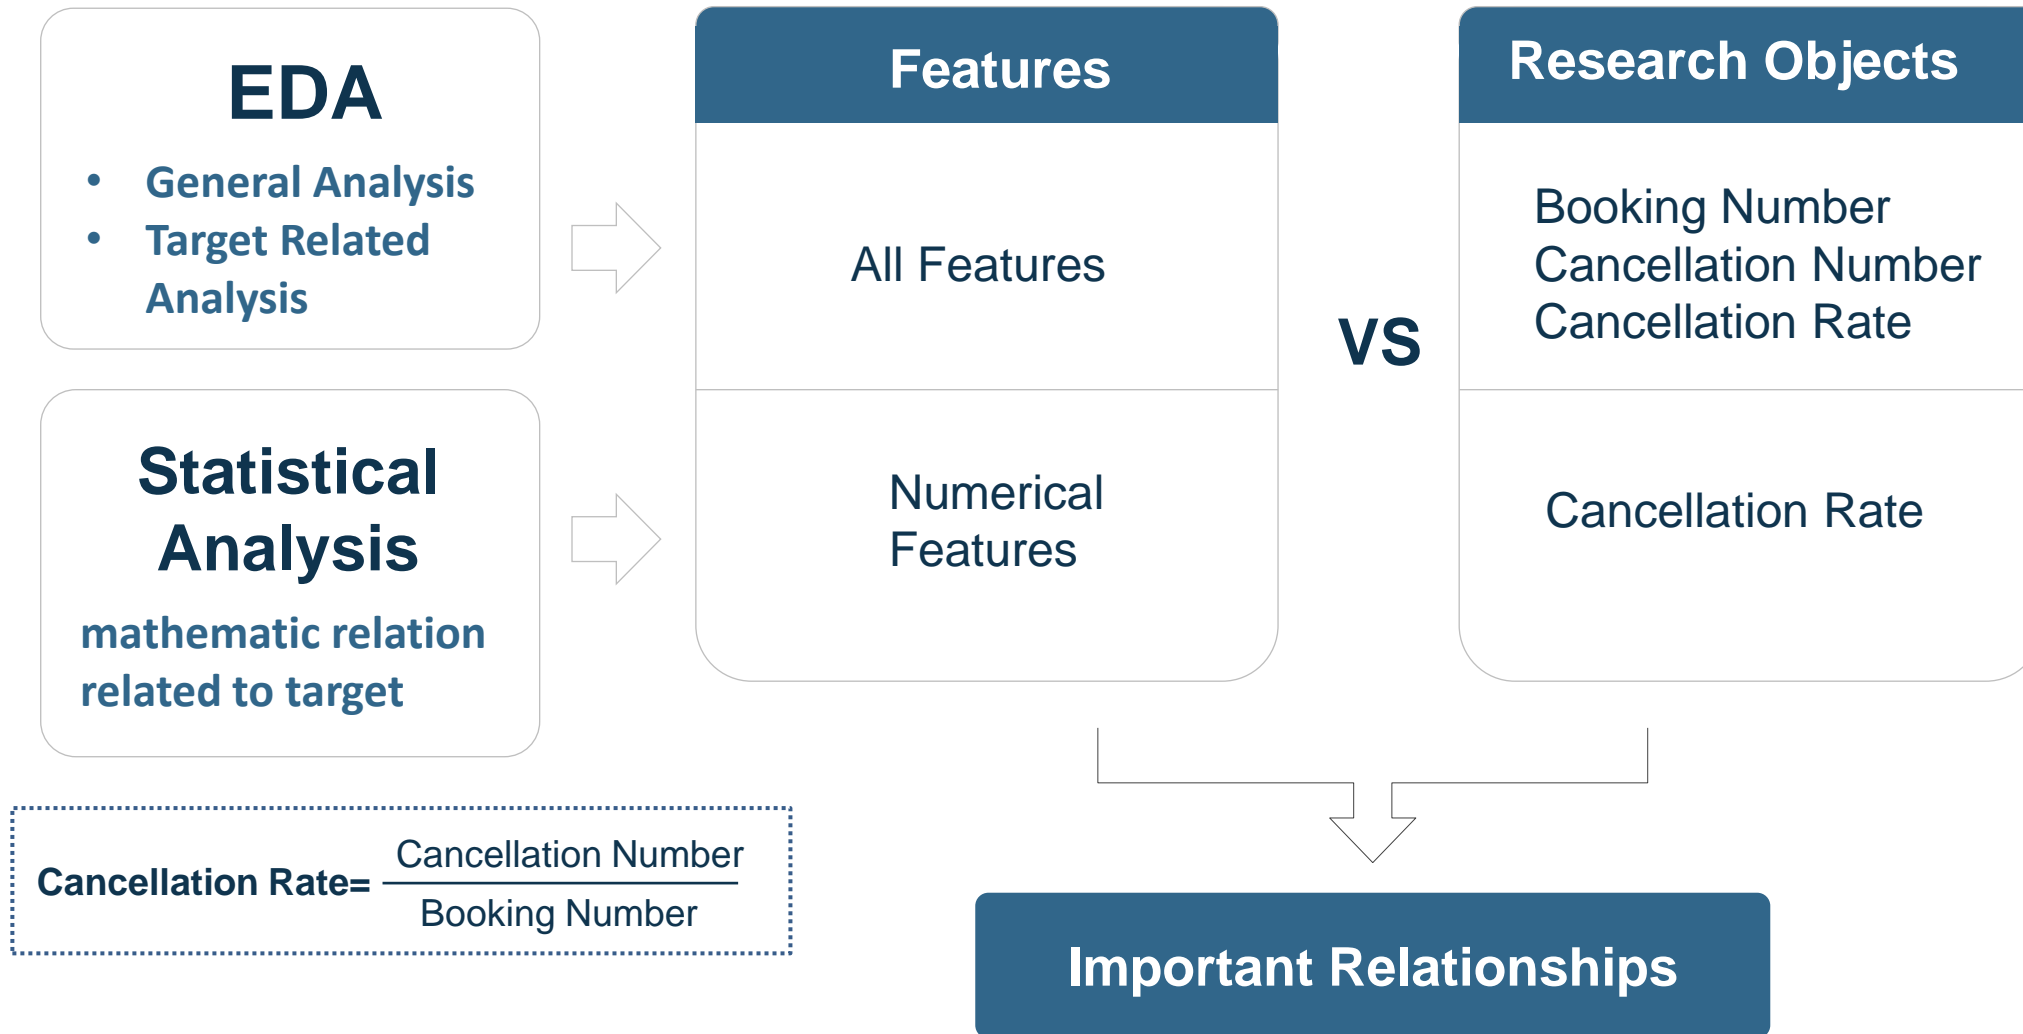 EDA
• General Analysis
• Target Related
Analysis
Statistical
Analysis
mathematic relation
related to target
Features
All Features
Numerical
Features
VS
Research Objects
Booking Number
Cancellation Number
Cancellation Rate
Cancellation Rate
Cancellation Rate= Cancellation Number
Booking Number
Important Relationships